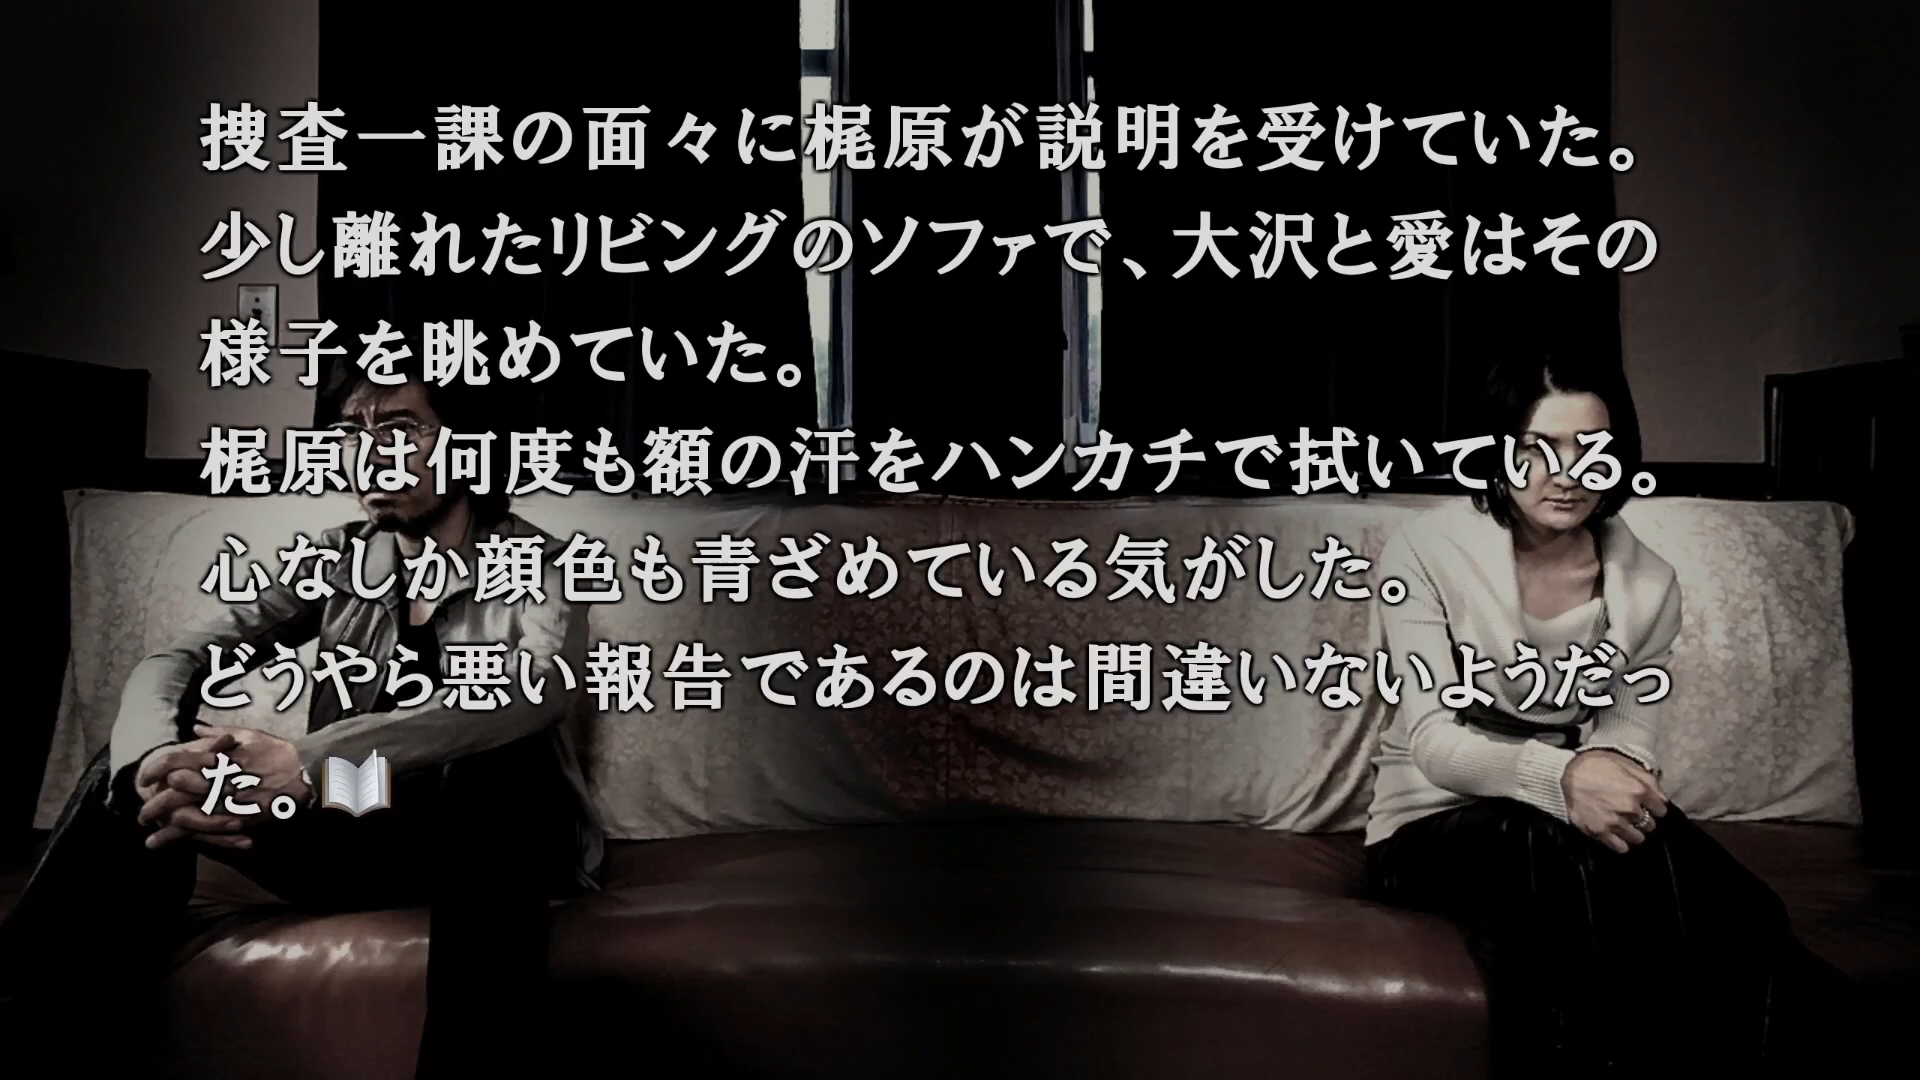 捜査一課の面々に梶原が説明を受けていた。
少し離れたリビングのソファで、大沢と愛はその
様子を眺めていた。
梶原は何度も額の汗をハンカチで拭いている。
心なしか顔色も青ざめている気がした。
どうやら悪い報告であるのは間違いないようだっ
た。